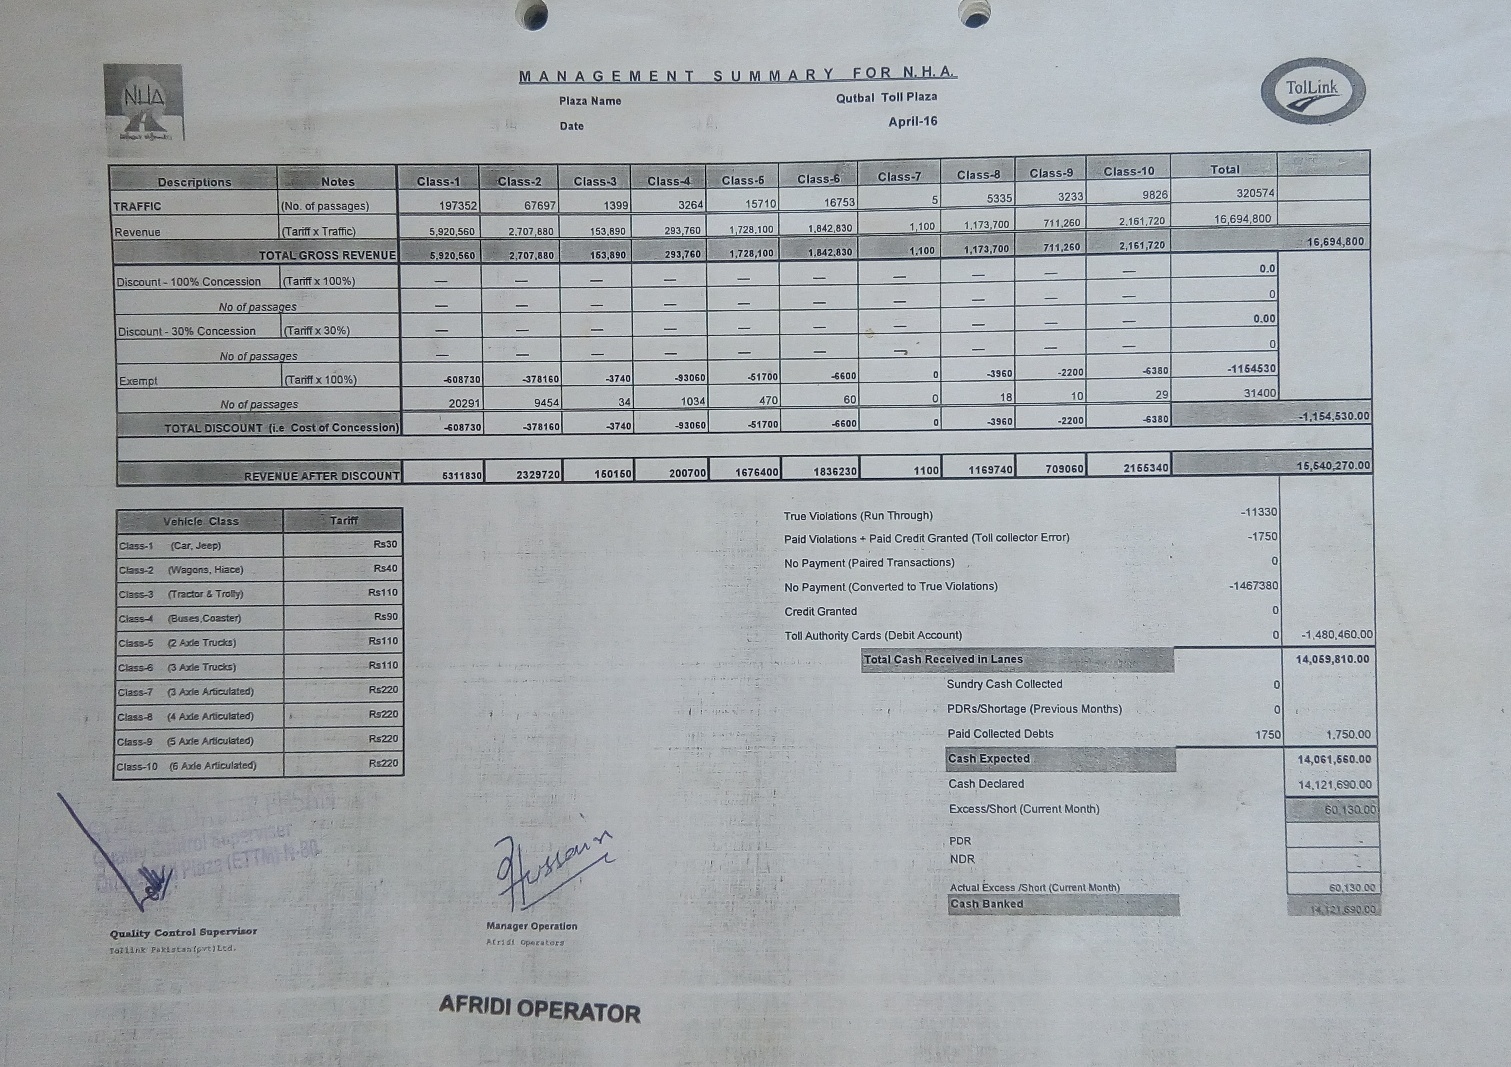 MANAGEMENT SUMMARY FOR N.H.A.
NHA
TolLink
Plaza Name Qutbal Toll Plaza
Date April-16
Descriptions Notes Class-1 Class-2 Class-3 Class-4 Class-5 Class-6 Class-7 Class-8 Class-9 Class-10 Total
TRAFFIC (No. of passages) 197352 67697 1399 3264 15710 16753 5 5335 3233 9826 320574
Revenue (Tariff x Traffic) 5,920,560 2,707,880 153,890 293,760 1,728,100 1,842,830 1,100 1,173,700 711,260 2,161,720 16,694,800
TOTAL GROSS REVENUE 5,920,560 2,707,880 153,890 293,760 1,728,100 1,842,830 1,100 1,173,700 711,260 2,161,720 16,694,800
Discount - 100% Concession (Tariff x 100%) — — — — — — — — — — 0.0
No of passages — — — — — — — — — — 0
Discount - 30% Concession (Tariff x 30%) — — — — — — — — — — 0.00
No of passages — — — — — — — — — — 0
Exempt (Tariff x 100%) -608730 -378160 -3740 -93060 -51700 -6600 0 -3960 -2200 -6380 -1154530
No of passages 20291 9454 34 1034 470 60 0 18 10 29 31400
TOTAL DISCOUNT (i.e Cost of Concession) -608730 -378160 -3740 -93060 -51700 -6600 0 -3960 -2200 -6380 -1,154,530.00
REVENUE AFTER DISCOUNT 5311830 2329720 150150 200700 1676400 1836230 1100 1169740 709060 2155340 15,540,270.00
Vehicle Class Tariff
Class-1 (Car, Jeep) Rs30
Class-2 (Wagons, Hiace) Rs40
Class-3 (Tractor & Trolly) Rs110
Class-4 (Buses,Coaster) Rs90
Class-5 (2 Axle Trucks) Rs110
Class-6 (3 Axle Trucks) Rs110
Class-7 (3 Axle Articulated) Rs220
Class-8 (4 Axle Articulated) Rs220
Class-9 (5 Axle Articulated) Rs220
Class-10 (6 Axle Articulated) Rs220
True Violations (Run Through) -11330
Paid Violations + Paid Credit Granted (Toll collector Error) -1750
No Payment (Paired Transactions) 0
No Payment (Converted to True Violations) -1467380
Credit Granted 0
Toll Authority Cards (Debit Account) 0 -1,480,460.00
Total Cash Received in Lanes 14,059,810.00
Sundry Cash Collected 0
PDRs/Shortage (Previous Months) 0
Paid Collected Debts 1750 1,750.00
Cash Expected 14,061,560.00
Cash Declared 14,121,690.00
Excess/Short (Current Month) 60,130.00
PDR -
NDR -
Actual Excess /Short (Current Month) 60,130.00
Cash Banked 14,121,690.00
Quality Control Supervisor
Plaza (ETTM) N-80
Hussain
Quality Control Supervisor
Tollink Pakistan(pvt)Ltd.
Manager Operation
Afridi Operators
AFRIDI OPERATOR